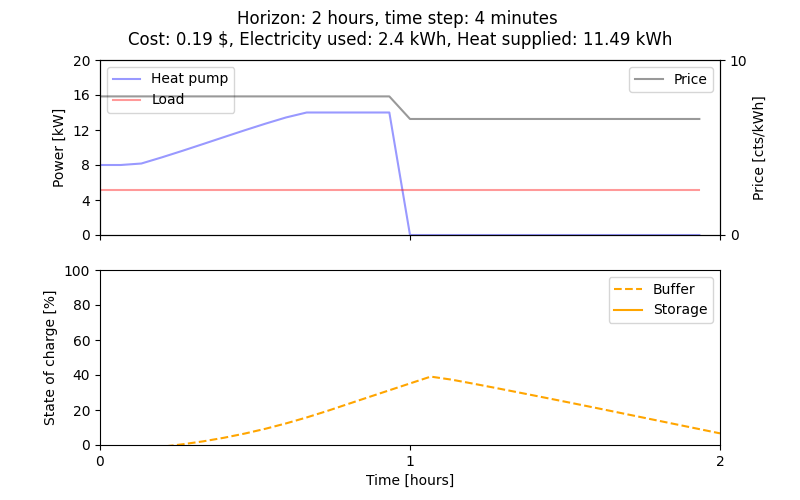 Horizon: 2 hours, time step: 4 minutes
Cost: 0.19 $, Electricity used: 2.4 kWh, Heat supplied: 11.49 kWh
20
16
12
8
4
0
Power [kW]
Heat pump
Load
Price
10
0
Price [cts/kWh]
100
80
60
40
20
0
State of charge [%]
Buffer
Storage
0
1
2
Time [hours]